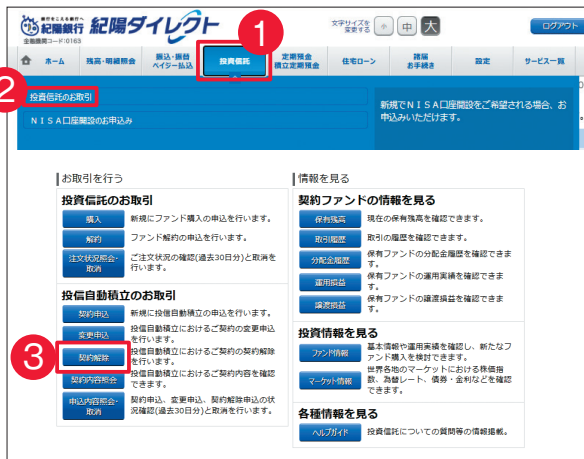 銀行をこえる銀行へ
紀陽銀行 紀陽ダイレクト
金融機関コード:0163
文字サイズを
変更する
小 中 大
ログアウト
1
ホーム
残高・明細照会
振込・振替
ペイジー払込
投資信託
定期預金
積立定期預金
住宅ローン
諸届
お手続き
設定
サービス一覧
2
投資信託のお取引
NISA口座開設のお申込み
新規でNISA口座開設をご希望される場合、お
申込みいただけます。
お取引を行う
投資信託のお取引
購入 新規にファンド購入の申込を行います。
解約 ファンド解約の申込を行います。
注文状況照会・
取消
ご注文状況の確認(過去30日分)と取消を
行います。
投信自動積立のお取引
契約申込 新規に投信自動積立の申込を行います。
変更申込 投信自動積立におけるご契約の変更申込
を行います。
3
契約解除 投信自動積立におけるご契約の契約解除
を行います。
契約内容照会 投信自動積立におけるご契約内容を確認
できます。
申込内容照会・
取消
契約申込、変更申込、契約解除申込の状
況確認(過去30日分)と取消を行います。
情報を見る
契約ファンドの情報を見る
保有残高 現在の保有残高を確認できます。
取引履歴 取引の履歴を確認できます。
分配金履歴 保有ファンドの分配金履歴を確認できま
す。
運用損益 保有ファンドの運用実績を確認できま
す。
譲渡損益 保有ファンドの譲渡損益を確認できま
す。
投資情報を見る
ファンド情報 基本情報や運用実績を確認し、新たなフ
ァンド購入を検討できます。
マーケット情報 世界各地のマーケットにおける株価指
数、為替レート、債券・金利などを確認
できます。
各種情報を見る
ヘルプガイド 投資信託についての質問等の情報掲載。